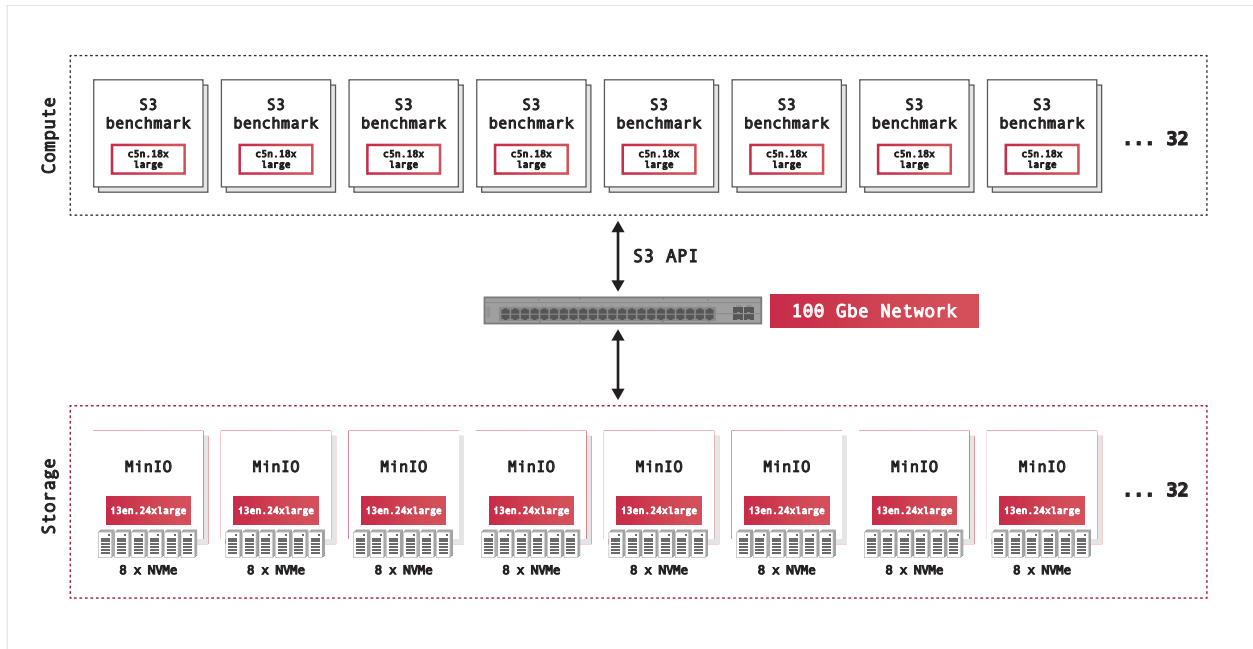 Compute
S3
benchmark
c5n.18x
large
S3
benchmark
c5n.18x
large
S3
benchmark
c5n.18x
large
S3
benchmark
c5n.18x
large
S3
benchmark
c5n.18x
large
S3
benchmark
c5n.18x
large
S3
benchmark
c5n.18x
large
S3
benchmark
c5n.18x
large
... 32
S3 API
100 Gbe Network
Storage
MinIO
i3en.24xlarge
8 x NVMe
MinIO
i3en.24xlarge
8 x NVMe
MinIO
i3en.24xlarge
8 x NVMe
MinIO
i3en.24xlarge
8 x NVMe
MinIO
i3en.24xlarge
8 x NVMe
MinIO
i3en.24xlarge
8 x NVMe
MinIO
i3en.24xlarge
8 x NVMe
MinIO
i3en.24xlarge
8 x NVMe
... 32